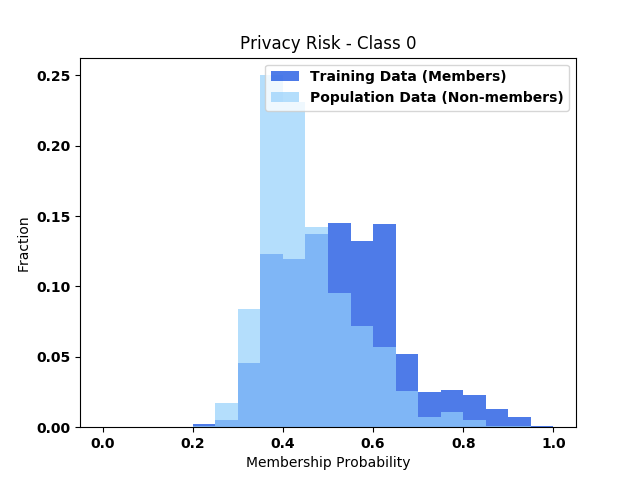 Privacy Risk - Class 0
Training Data (Members)
Population Data (Non-members)
0.25
0.20
0.15
0.10
0.05
0.00
Fraction
0.0 0.2 0.4 0.6 0.8 1.0
Membership Probability